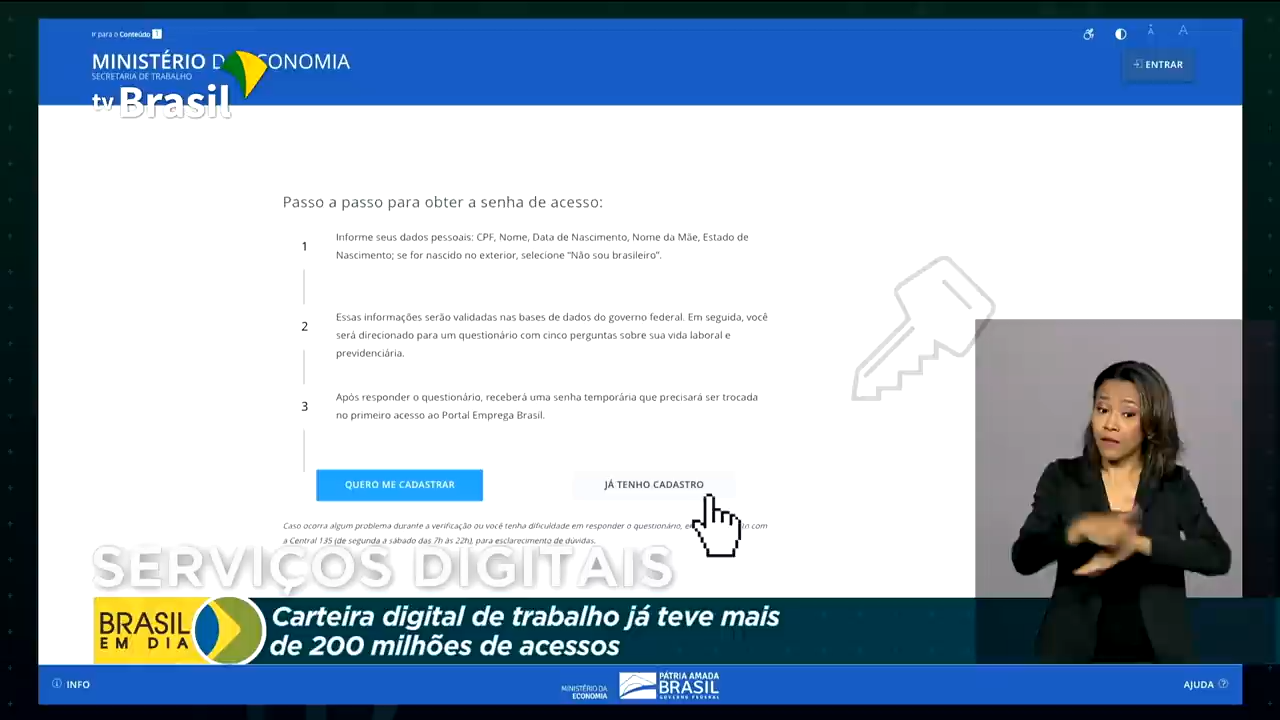 Ir para o Conteúdo 1
A A
MINISTÉRIO D ECONOMIA
SECRETARIA DE TRABALHO
ENTRAR
tv Brasil
Passo a passo para obter a senha de acesso:
1
Informe seus dados pessoais: CPF, Nome, Data de Nascimento, Nome da Mãe, Estado de
Nascimento; se for nascido no exterior, selecione “Não sou brasileiro”.
2
Essas informações serão validadas nas bases de dados do governo federal. Em seguida, você
será direcionado para um questionário com cinco perguntas sobre sua vida laboral e
previdenciária.
3
Após responder o questionário, receberá uma senha temporária que precisará ser trocada
no primeiro acesso ao Portal Emprega Brasil.
QUERO ME CADASTRAR
JÁ TENHO CADASTRO
Caso ocorra algum problema durante a verificação ou você tenha dificuldade em responder o questionário, com
a Central 135 (de segunda a sábado das 7h às 22h), para esclarecimento de dúvidas.
SERVIÇOS DIGITAIS
BRASIL
EM DIA
Carteira digital de trabalho já teve mais
de 200 milhões de acessos
INFO
MINISTÉRIO DA
ECONOMIA
PÁTRIA AMADA
BRASIL
GOVERNO FEDERAL
AJUDA